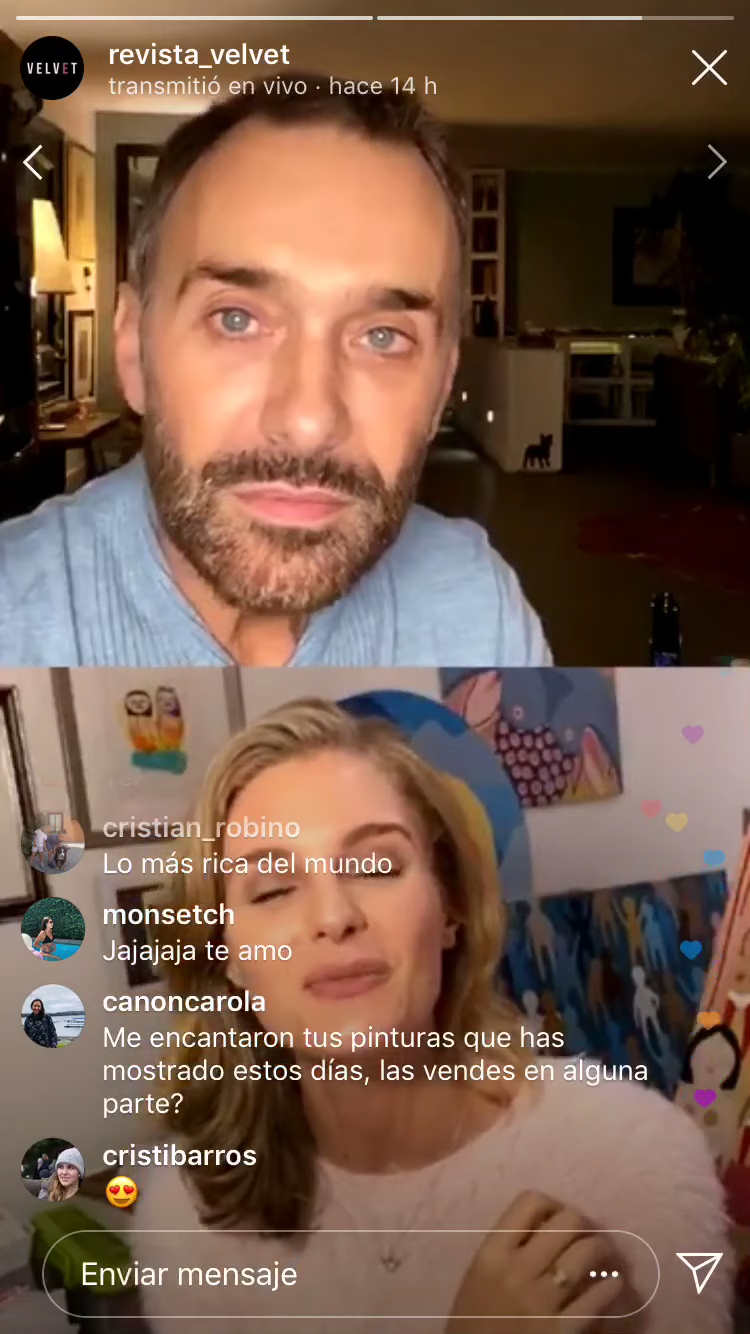 VELVET
revista_velvet
transmitió en vivo · hace 14 h
cristian_robino
Lo más rica del mundo
monsetch
Jajajaja te amo
canoncarola
Me encantaron tus pinturas que has
mostrado estos días, las vendes en alguna
parte?
cristibarros
😍
Enviar mensaje